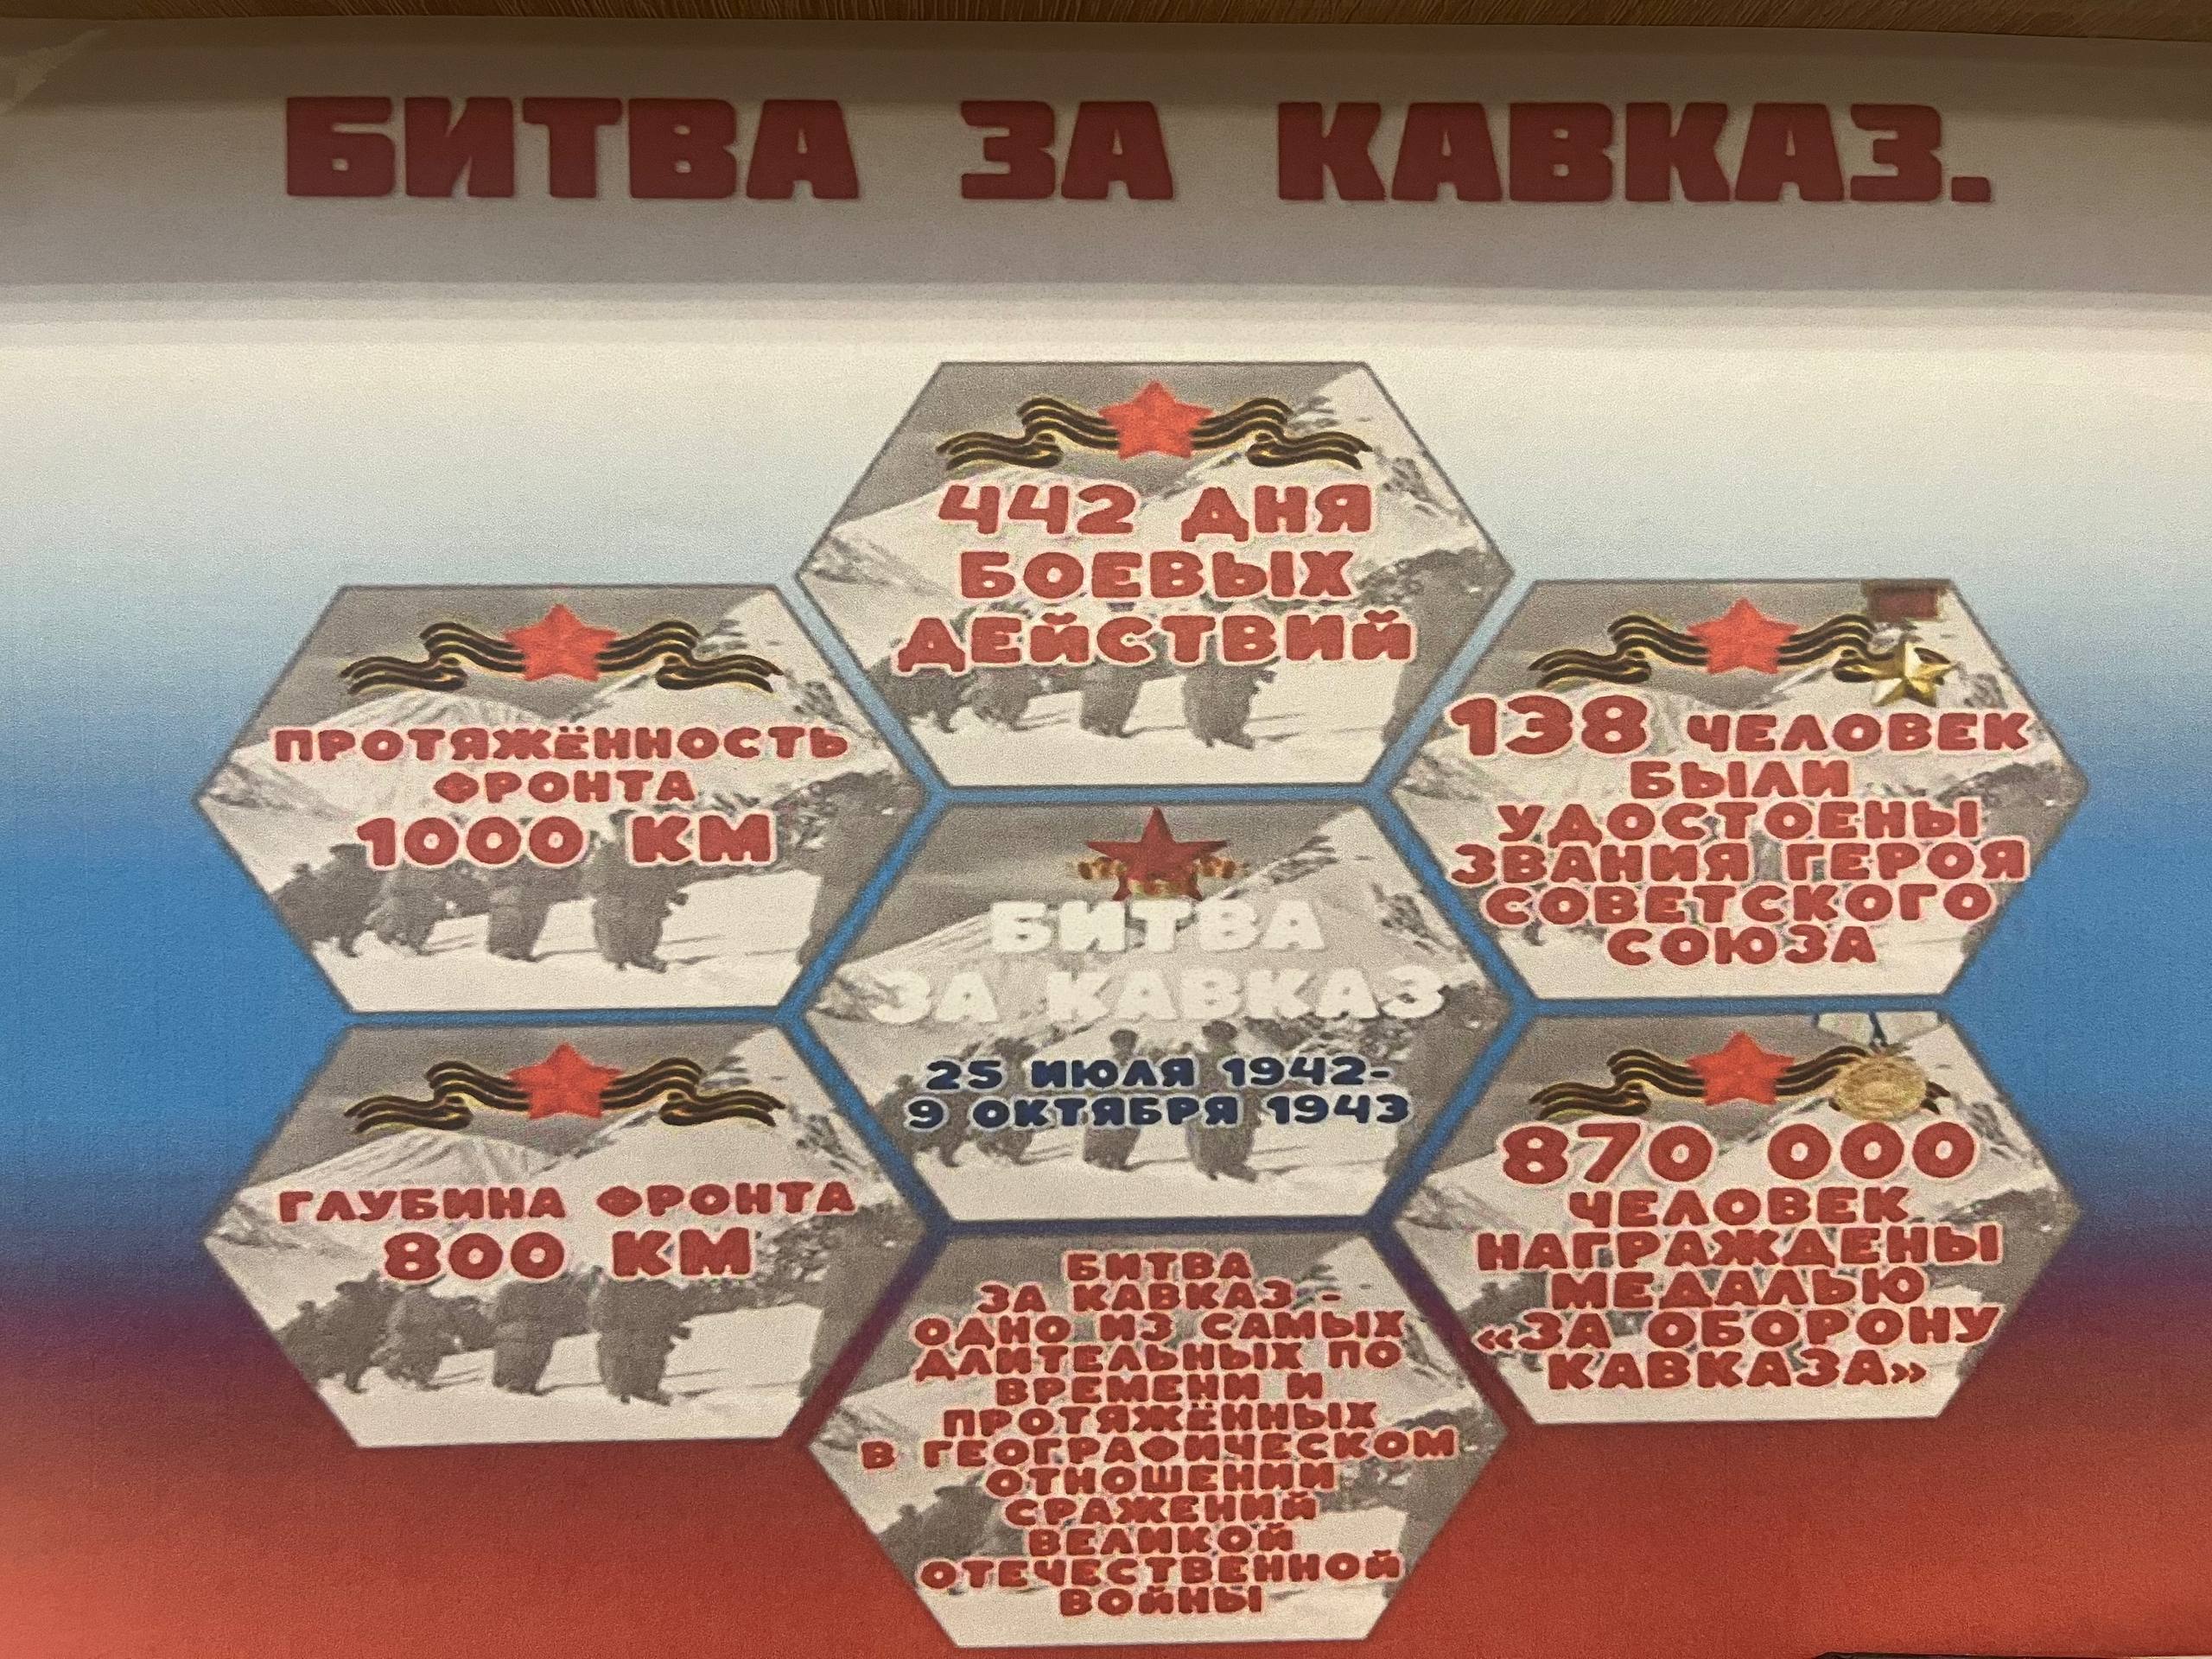 БИТВА ЗА КАВКАЗ.
442 ДНЯ
БОЕВЫХ
ДЕЙСТВИЙ
ПРОТЯЖЁННОСТЬ
ФРОНТА
1000 КМ
138 ЧЕЛОВЕК
БЫЛИ
УДОСТОЕНЫ
ЗВАНИЯ ГЕРОЯ
СОВЕТСКОГО
СОЮЗА
БИТВА
ЗА КАВКАЗ
25 ИЮЛЯ 1942-
9 ОКТЯБРЯ 1943
ГЛУБИНА ФРОНТА
800 КМ
870 000
ЧЕЛОВЕК
НАГРАЖДЕНЫ
МЕДАЛЬЮ
«ЗА ОБОРОНУ
КАВКАЗА»
БИТВА
ЗА КАВКАЗ -
ОДНО ИЗ САМЫХ
ДЛИТЕЛЬНЫХ ПО
ВРЕМЕНИ И
ПРОТЯЖЁННЫХ
В ГЕОГРАФИЧЕСКОМ
ОТНОШЕНИИ
СРАЖЕНИЙ
ВЕЛИКОЙ
ОТЕЧЕСТВЕННОЙ
ВОЙНЫ